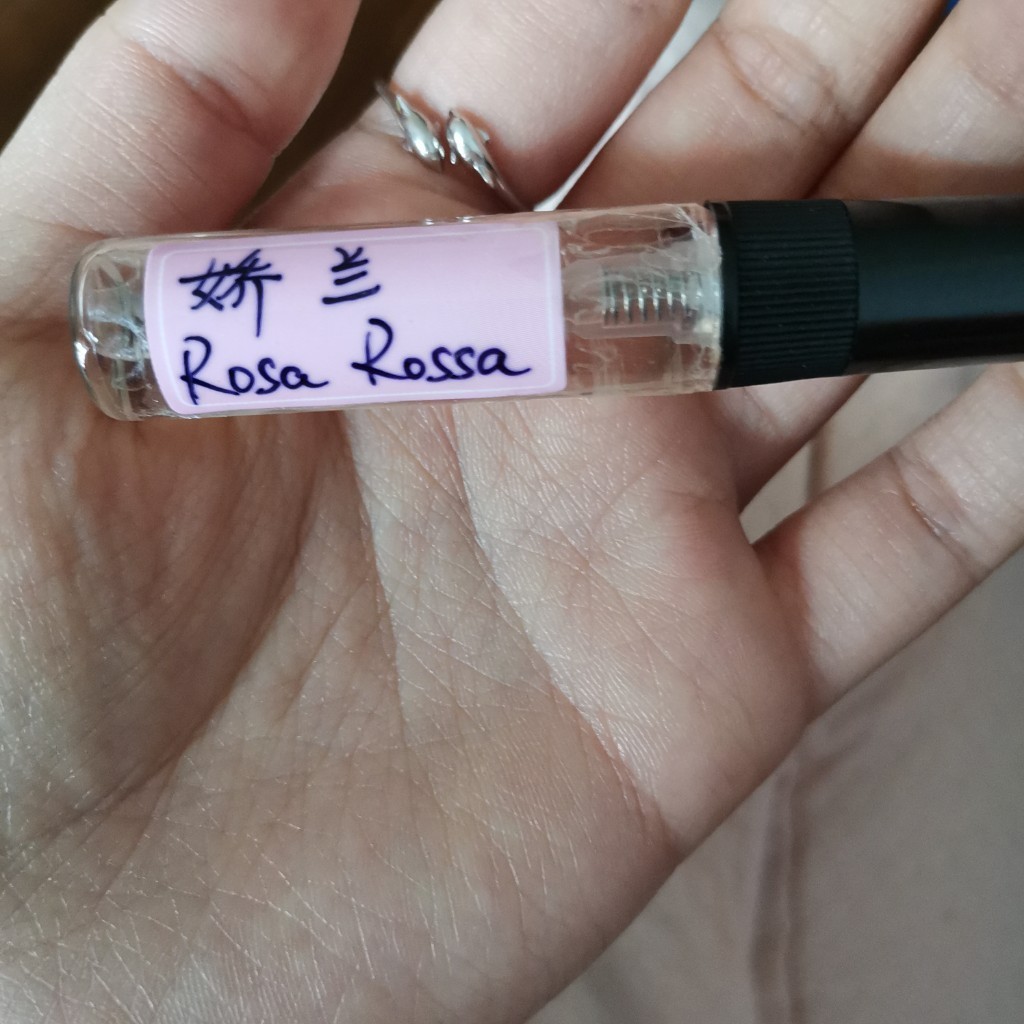 娇 兰
Rosa Rossa